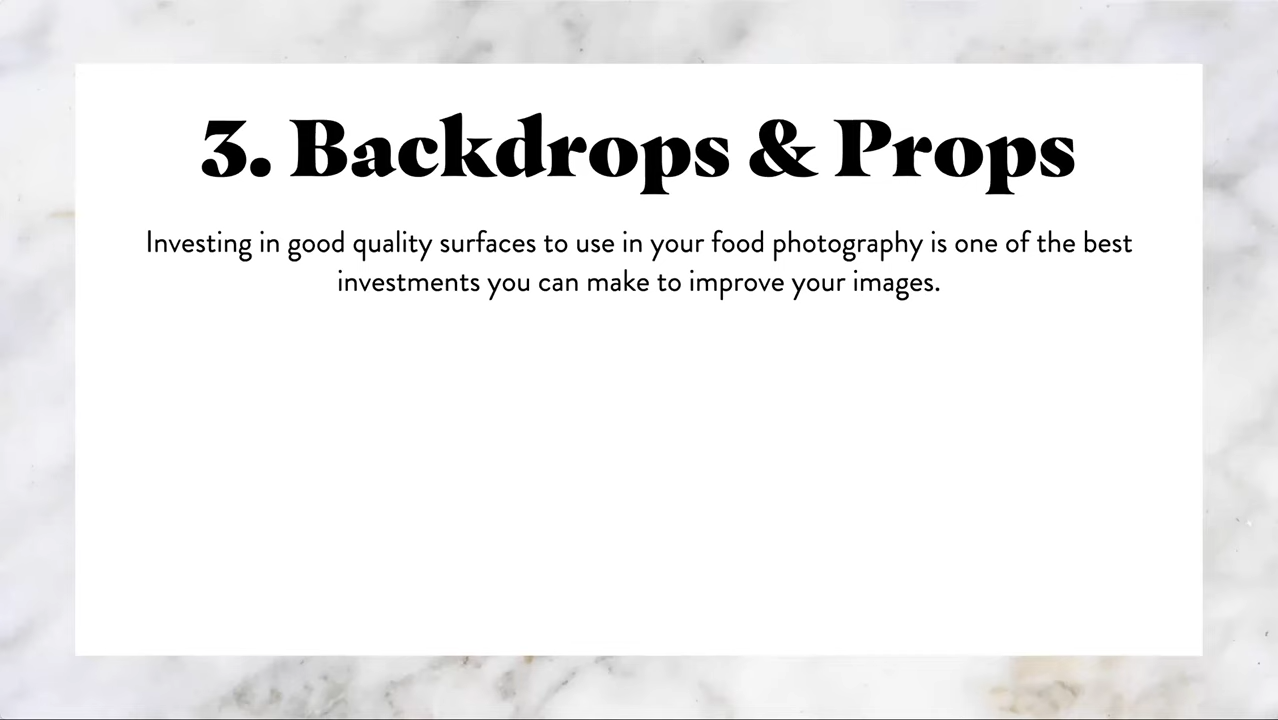 3. Backdrops & Props
Investing in good quality surfaces to use in your food photography is one of the best
investments you can make to improve your images.